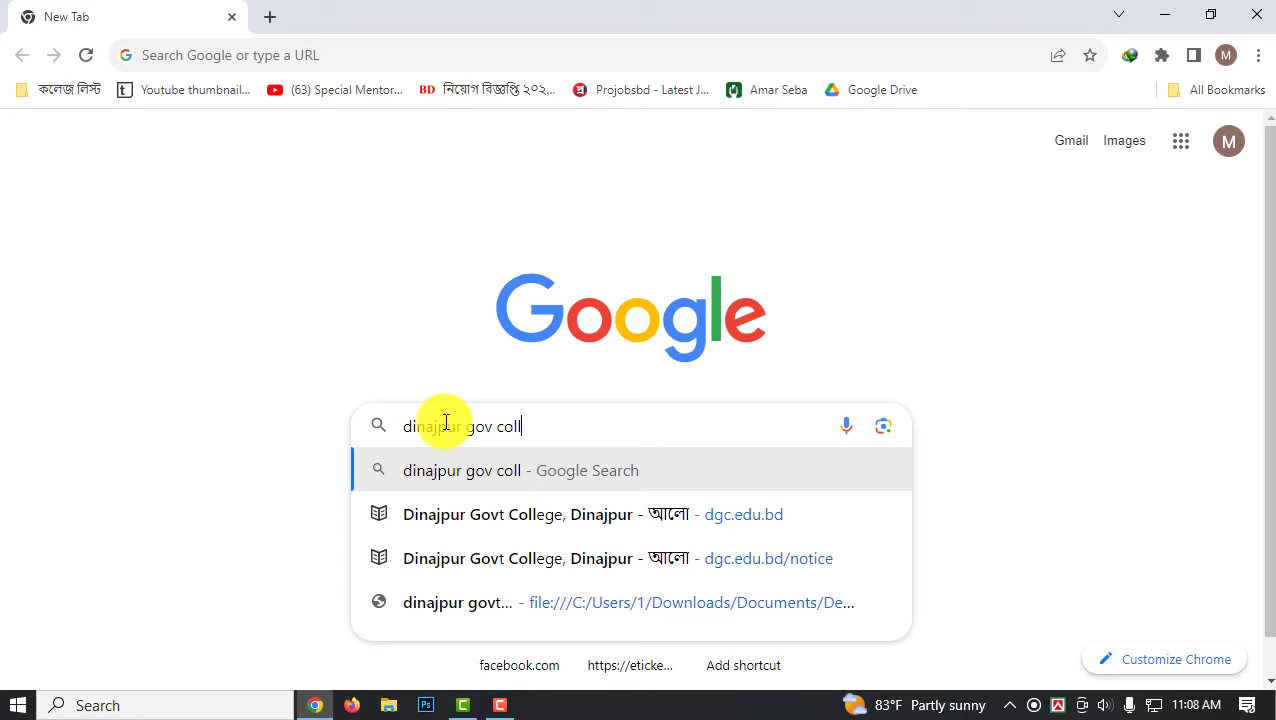 New Tab
Search Google or type a URL
M
কলেজ লিস্ট
t Youtube thumbnail...
(63) Special Mentor...
BD নিয়োগ বিজ্ঞপ্তি ২০২...
Projobsbd - Latest J...
Amar Seba
Google Drive
All Bookmarks
Gmail Images M
Google
dinajpur gov coll
dinajpur gov coll - Google Search
Dinajpur Govt College, Dinajpur - আলো - dgc.edu.bd
Dinajpur Govt College, Dinajpur - আলো - dgc.edu.bd/notice
dinajpur govt... - file:///C:/Users/1/Downloads/Documents/De...
facebook.com https://eticke... Add shortcut
Customize Chrome
Search Ps C C 83°F Partly sunny 11:08 AM